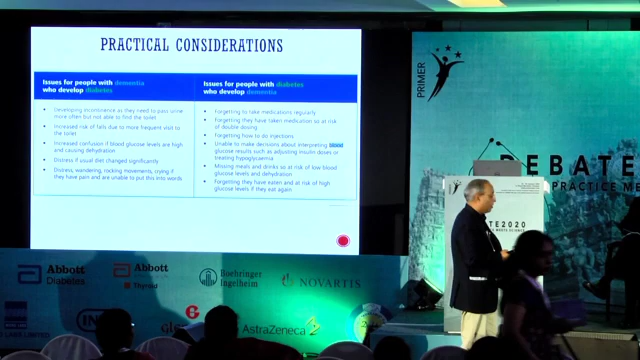 PRACTICAL CONSIDERATIONS
Issues for people with dementia
who develop diabetes
Developing incontinence as they need to pass urine
more often but not able to find the toilet
Increased risk of falls due to more frequent visit to
the toilet
Increased confusion if blood glucose levels are high
and causing dehydration
Distress if usual diet changed significantly
Distress, wandering, rocking movements, crying if
they have pain and are unable to put this into words
Issues for people with diabetes
who develop dementia
Forgetting to take medications regularly
Forgetting they have taken medication so at risk
of double dosing
Forgetting how to do injections
Unable to make decisions about interpreting blood
glucose results such as adjusting insulin doses or
treating hypoglycaemia
Missing meals and drinks so at risk of low blood
glucose levels and dehydration
Forgetting they have eaten and at risk of high
glucose levels if they eat again
PRIMER
DEBATE
PRACTICE ME
TE2020
MEETS SCIENCE
Abbott
Diabetes
Abbott
Thyroid
Boehringer
Ingelheim
NOVARTIS
LIMITED
AstraZeneca